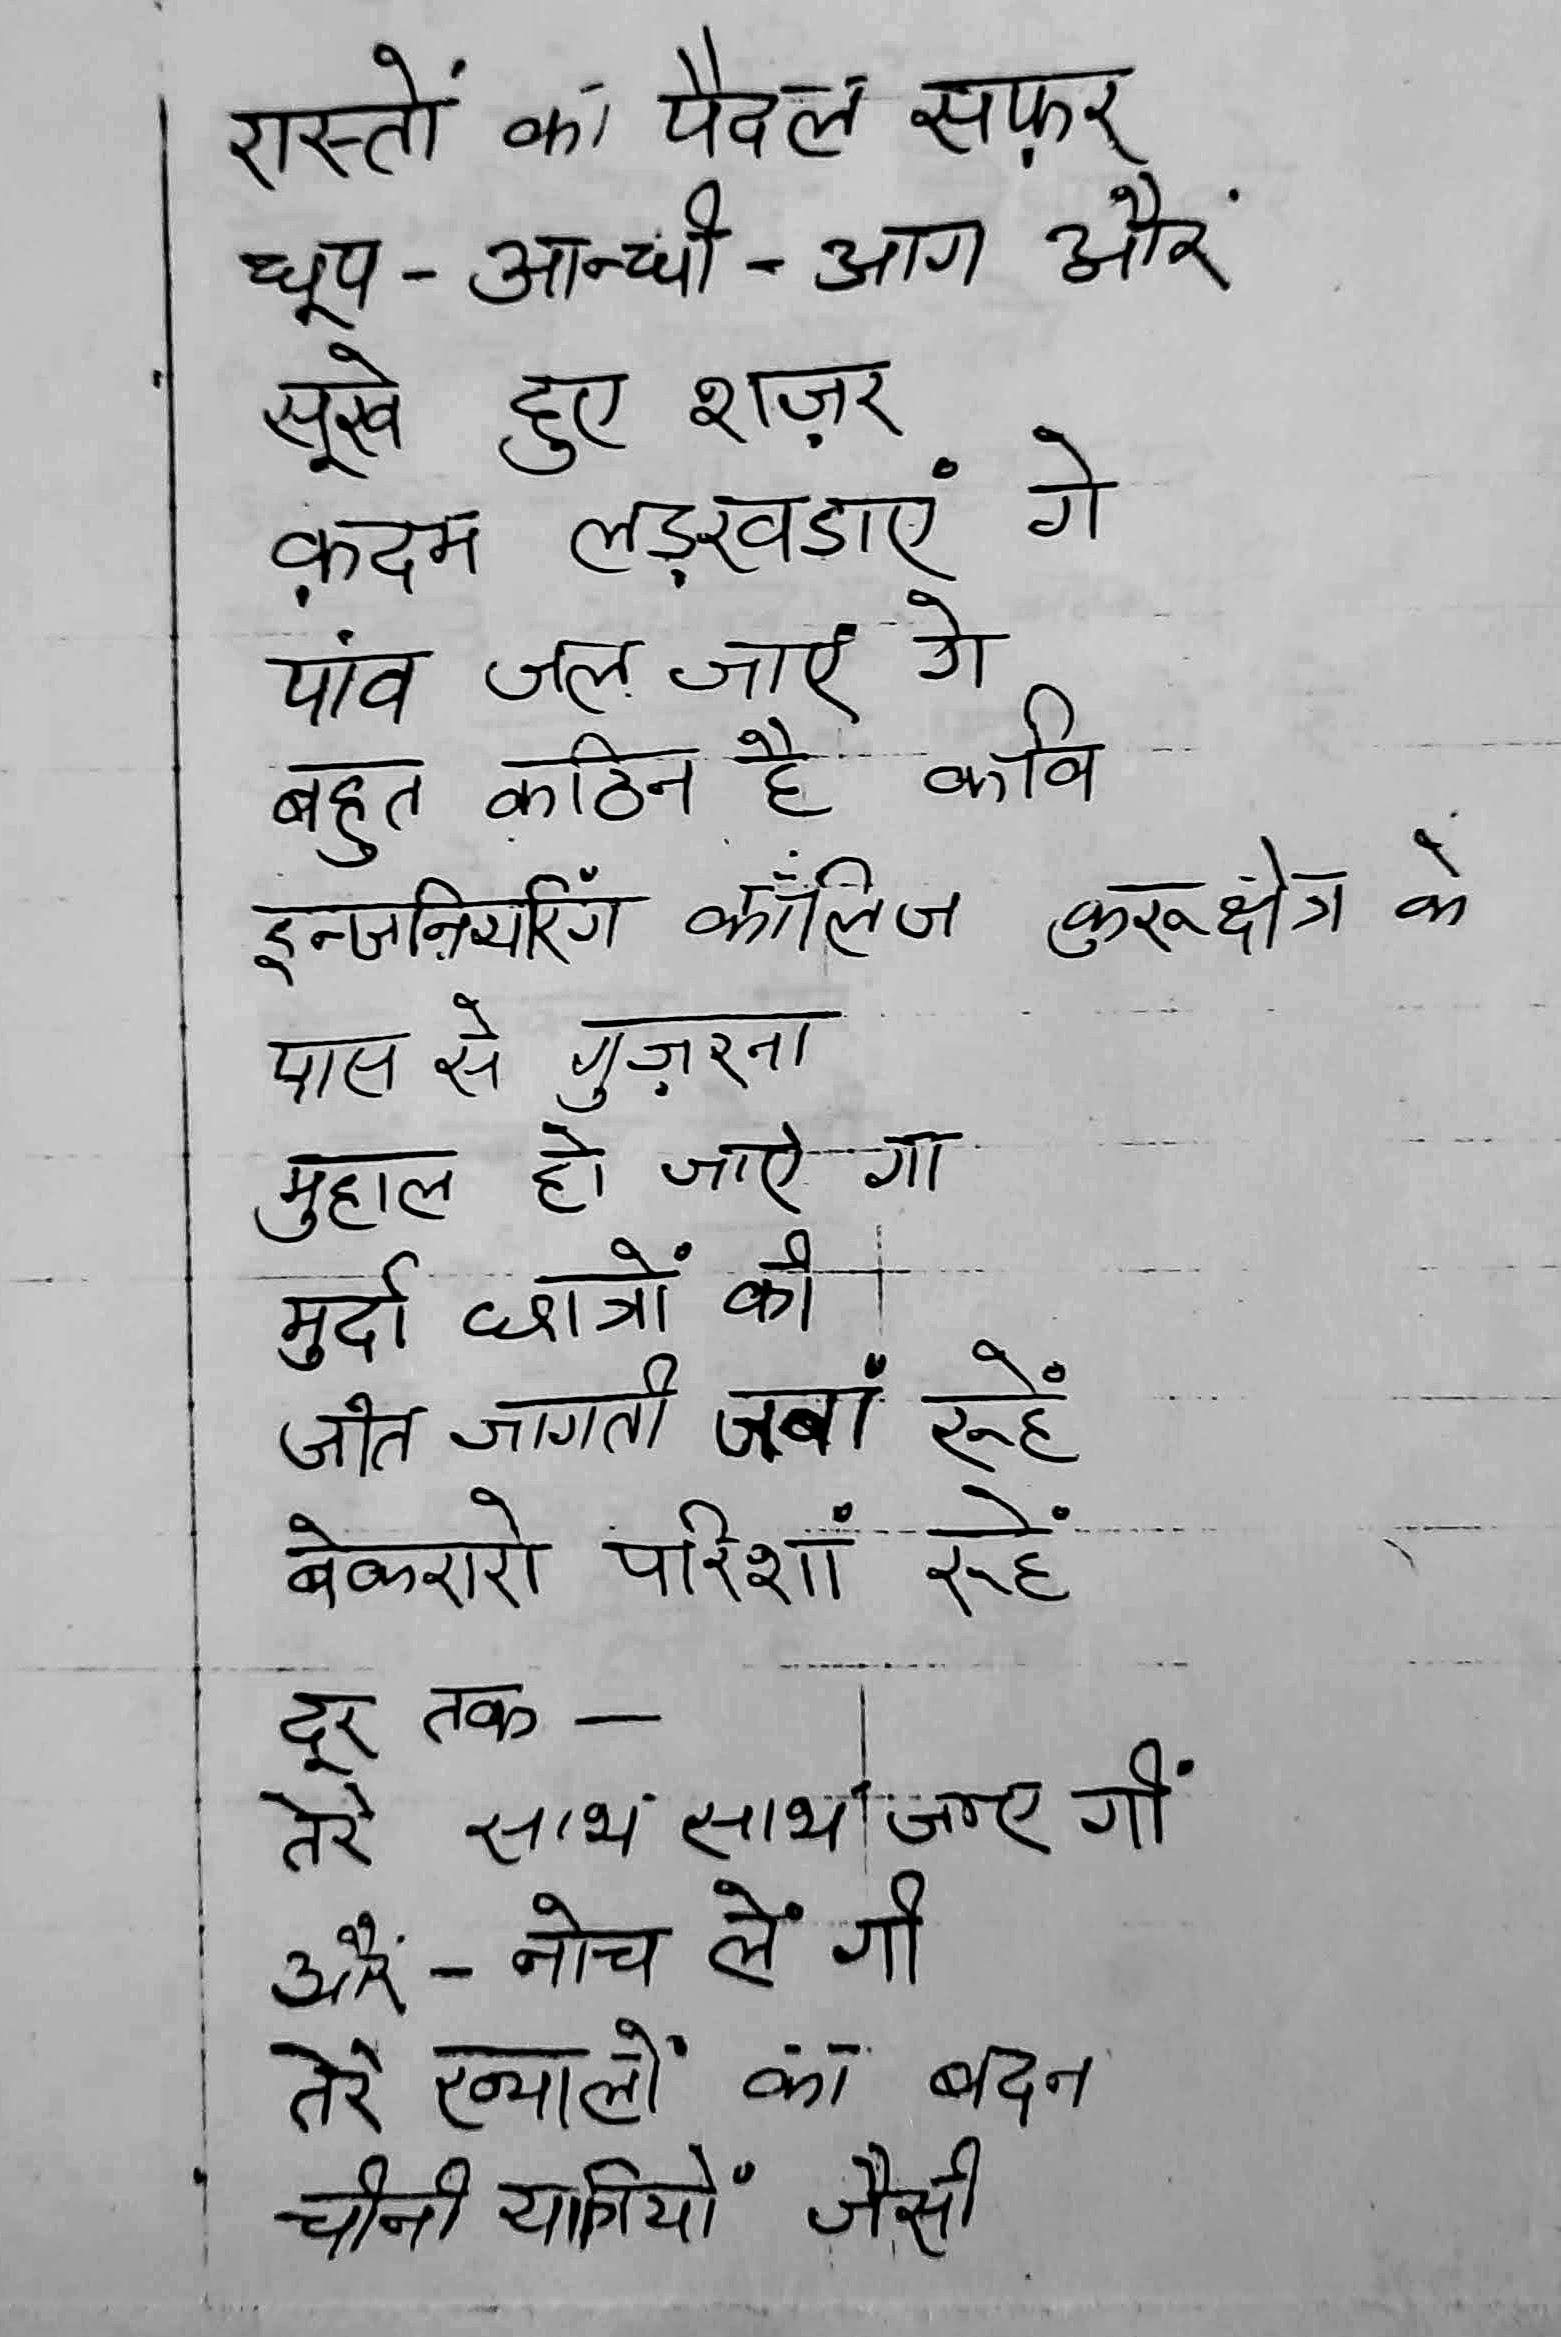 रास्तों का पैदल सफ़र
धूप - आन्धी - आग और
सूखे हुए शज़र
क़दम लड़खडाएं गे
पांव जल जाएं गे
बहुत कठिन है कवि
इन्जनियरिंग कॉलिज कुरूक्षेत्र के
पास से गुज़रना
मुहाल हो जाऐ गा
मुर्दा छात्रों की
जीत जागती जबां रूहें
बेकरारो परिशां रूहें
दूर तक —
तेरे साथ साथ जाए गीं
और - नोच लें गी
तेरे ख्यालों का बदन
चीनी यात्रियों जैसी